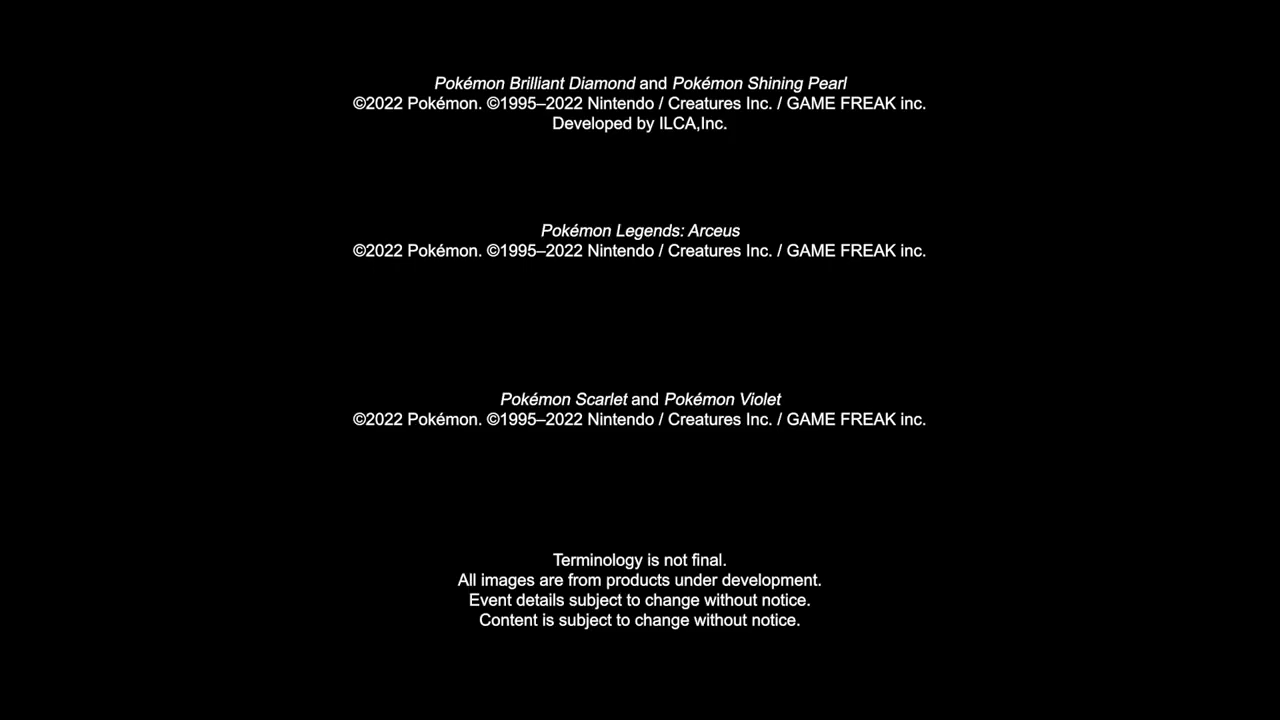 Pokémon Brilliant Diamond and Pokémon Shining Pearl
©2022 Pokémon. ©1995–2022 Nintendo / Creatures Inc. / GAME FREAK inc.
Developed by ILCA,Inc.
Pokémon Legends: Arceus
©2022 Pokémon. ©1995–2022 Nintendo / Creatures Inc. / GAME FREAK inc.
Pokémon Scarlet and Pokémon Violet
©2022 Pokémon. ©1995–2022 Nintendo / Creatures Inc. / GAME FREAK inc.
Terminology is not final.
All images are from products under development.
Event details subject to change without notice.
Content is subject to change without notice.